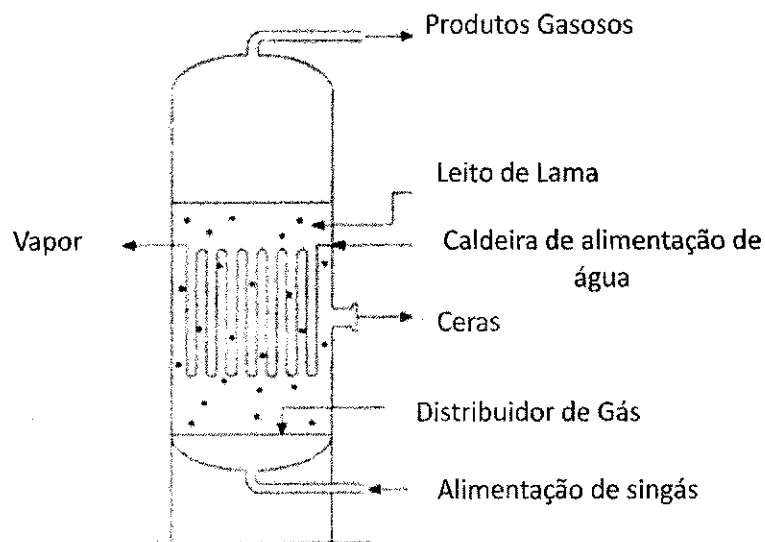 Produtos Gasosos
Leito de Lama
Vapor
Caldeira de alimentação de
água
Ceras
Distribuidor de Gás
Alimentação de singás